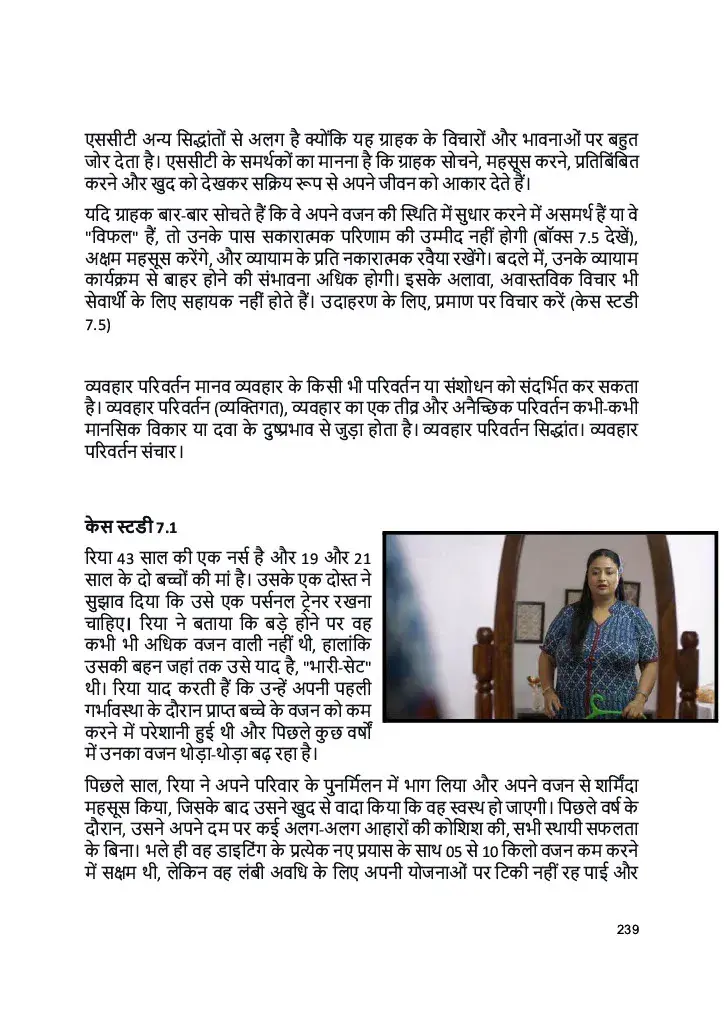 एससीटी अन्य सिद्धांतों से अलग है क्योंकि यह ग्राहक के विचारों और भावनाओं पर बहुत
जोर देता है। एससीटी के समर्थकों का मानना है कि ग्राहक सोचने, महसूस करने, प्रतिबिंबित
करने और खुद को देखकर सक्रिय रूप से अपने जीवन को आकार देते हैं।
यदि ग्राहक बार-बार सोचते हैं कि वे अपने वजन की स्थिति में सुधार करने में असमर्थ हैं या वे
"विफल" हैं, तो उनके पास सकारात्मक परिणाम की उम्मीद नहीं होगी (बॉक्स 7.5 देखें),
अक्षम महसूस करेंगे, और व्यायाम के प्रति नकारात्मक रवैया रखेंगे। बदले में, उनके व्यायाम
कार्यक्रम से बाहर होने की संभावना अधिक होगी। इसके अलावा, अवास्तविक विचार भी
सेवार्थी के लिए सहायक नहीं होते हैं। उदाहरण के लिए, प्रमाण पर विचार करें (केस स्टडी
7.5)
व्यवहार परिवर्तन मानव व्यवहार के किसी भी परिवर्तन या संशोधन को संदर्भित कर सकता
है। व्यवहार परिवर्तन (व्यक्तिगत), व्यवहार का एक तीव्र और अनैच्छिक परिवर्तन कभी-कभी
मानसिक विकार या दवा के दुष्प्रभाव से जुड़ा होता है। व्यवहार परिवर्तन सिद्धांत। व्यवहार
परिवर्तन संचार।
केस स्टडी 7.1
रिया 43 साल की एक नर्स है और 19 और 21
साल के दो बच्चों की मां है। उसके एक दोस्त ने
सुझाव दिया कि उसे एक पर्सनल ट्रेनर रखना
चाहिए। रिया ने बताया कि बड़े होने पर वह
कभी भी अधिक वजन वाली नहीं थी, हालांकि
उसकी बहन जहां तक उसे याद है, "भारी-सेट"
थी। रिया याद करती हैं कि उन्हें अपनी पहली
गर्भावस्था के दौरान प्राप्त बच्चे के वजन को कम
करने में परेशानी हुई थी और पिछले कुछ वर्षों
में उनका वजन थोड़ा-थोड़ा बढ़ रहा है।
पिछले साल, रिया ने अपने परिवार के पुनर्मिलन में भाग लिया और अपने वजन से शर्मिंदा
महसूस किया, जिसके बाद उसने खुद से वादा किया कि वह स्वस्थ हो जाएगी। पिछले वर्ष के
दौरान, उसने अपने दम पर कई अलग-अलग आहारों की कोशिश की, सभी स्थायी सफलता
के बिना। भले ही वह डाइटिंग के प्रत्येक नए प्रयास के साथ 05 से 10 किलो वजन कम करने
में सक्षम थी, लेकिन वह लंबी अवधि के लिए अपनी योजनाओं पर टिकी नहीं रह पाई और
239